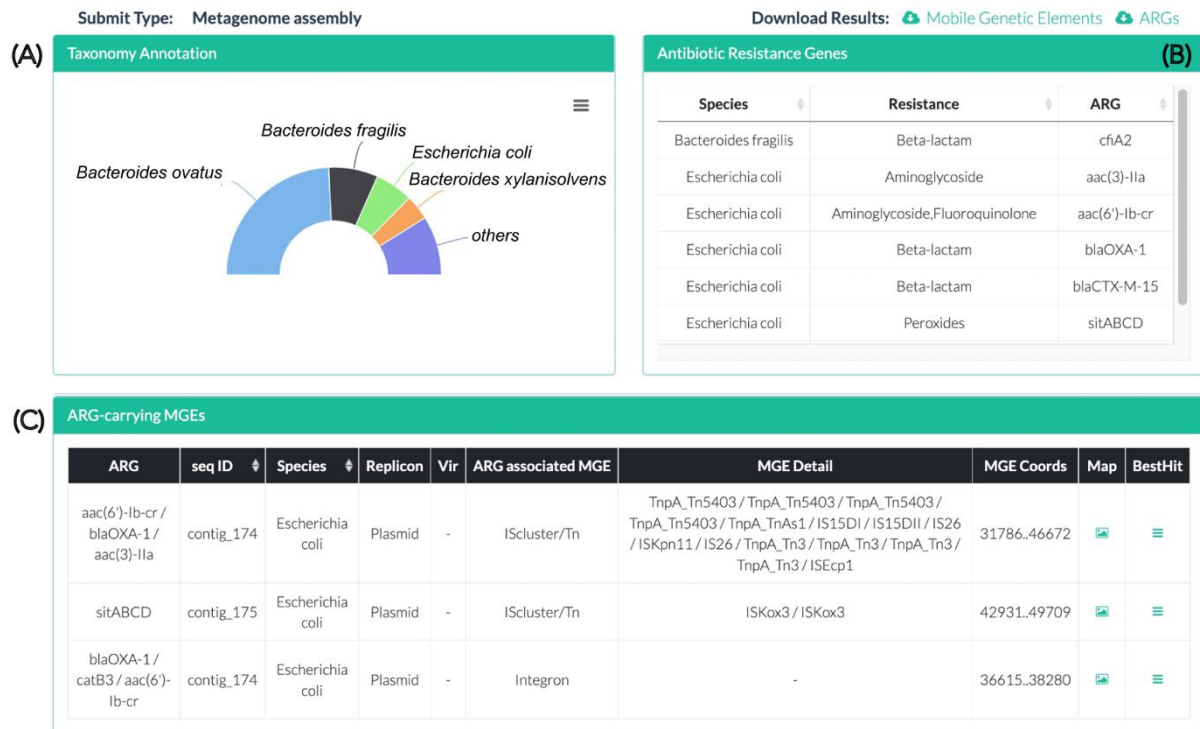 Submit Type: Metagenome assembly
Download Results: Mobile Genetic Elements ARGs
(A)
Taxonomy Annotation
Bacteroides ovatus
Bacteroides fragilis
Escherichia coli
Bacteroides xylanisolvens
others
Antibiotic Resistance Genes
(B)
Species Resistance ARG
Bacteroides fragilis Beta-lactam cfiA2
Escherichia coli Aminoglycoside aac(3)-IIa
Escherichia coli Aminoglycoside,Fluoroquinolone aac(6')-Ib-cr
Escherichia coli Beta-lactam blaOXA-1
Escherichia coli Beta-lactam blaCTX-M-15
Escherichia coli Peroxides sitABCD
(C)
ARG-carrying MGEs
ARG seq ID Species Replicon Vir ARG associated MGE MGE Detail MGE Coords Map BestHit
aac(6')-Ib-cr /
blaOXA-1 /
aac(3)-IIa
contig_174
Escherichia
coli
Plasmid
-
IScluster/Tn
TnpA_Tn5403 / TnpA_Tn5403 / TnpA_Tn5403 /
TnpA_Tn5403 / TnpA_TnAs1 / IS15DI / IS15DII / IS26
/ ISKpn11 / IS26 / TnpA_Tn3 / TnpA_Tn3 / TnpA_Tn3 /
TnpA_Tn3 / ISEcp1
31786..46672
sitABCD
contig_175
Escherichia
coli
Plasmid
-
IScluster/Tn
ISKox3 / ISKox3
42931..49709
blaOXA-1 /
catB3 / aac(6')-
Ib-cr
contig_174
Escherichia
coli
Plasmid
-
Integron
-
36615..38280